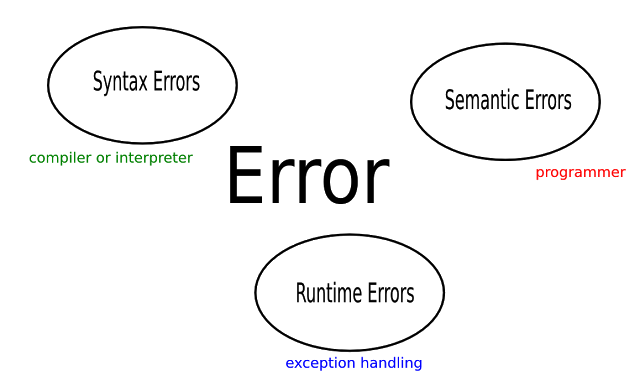 Syntax Errors
compiler or interpreter
Semantic Errors
programmer
Error
Runtime Errors
exception handling